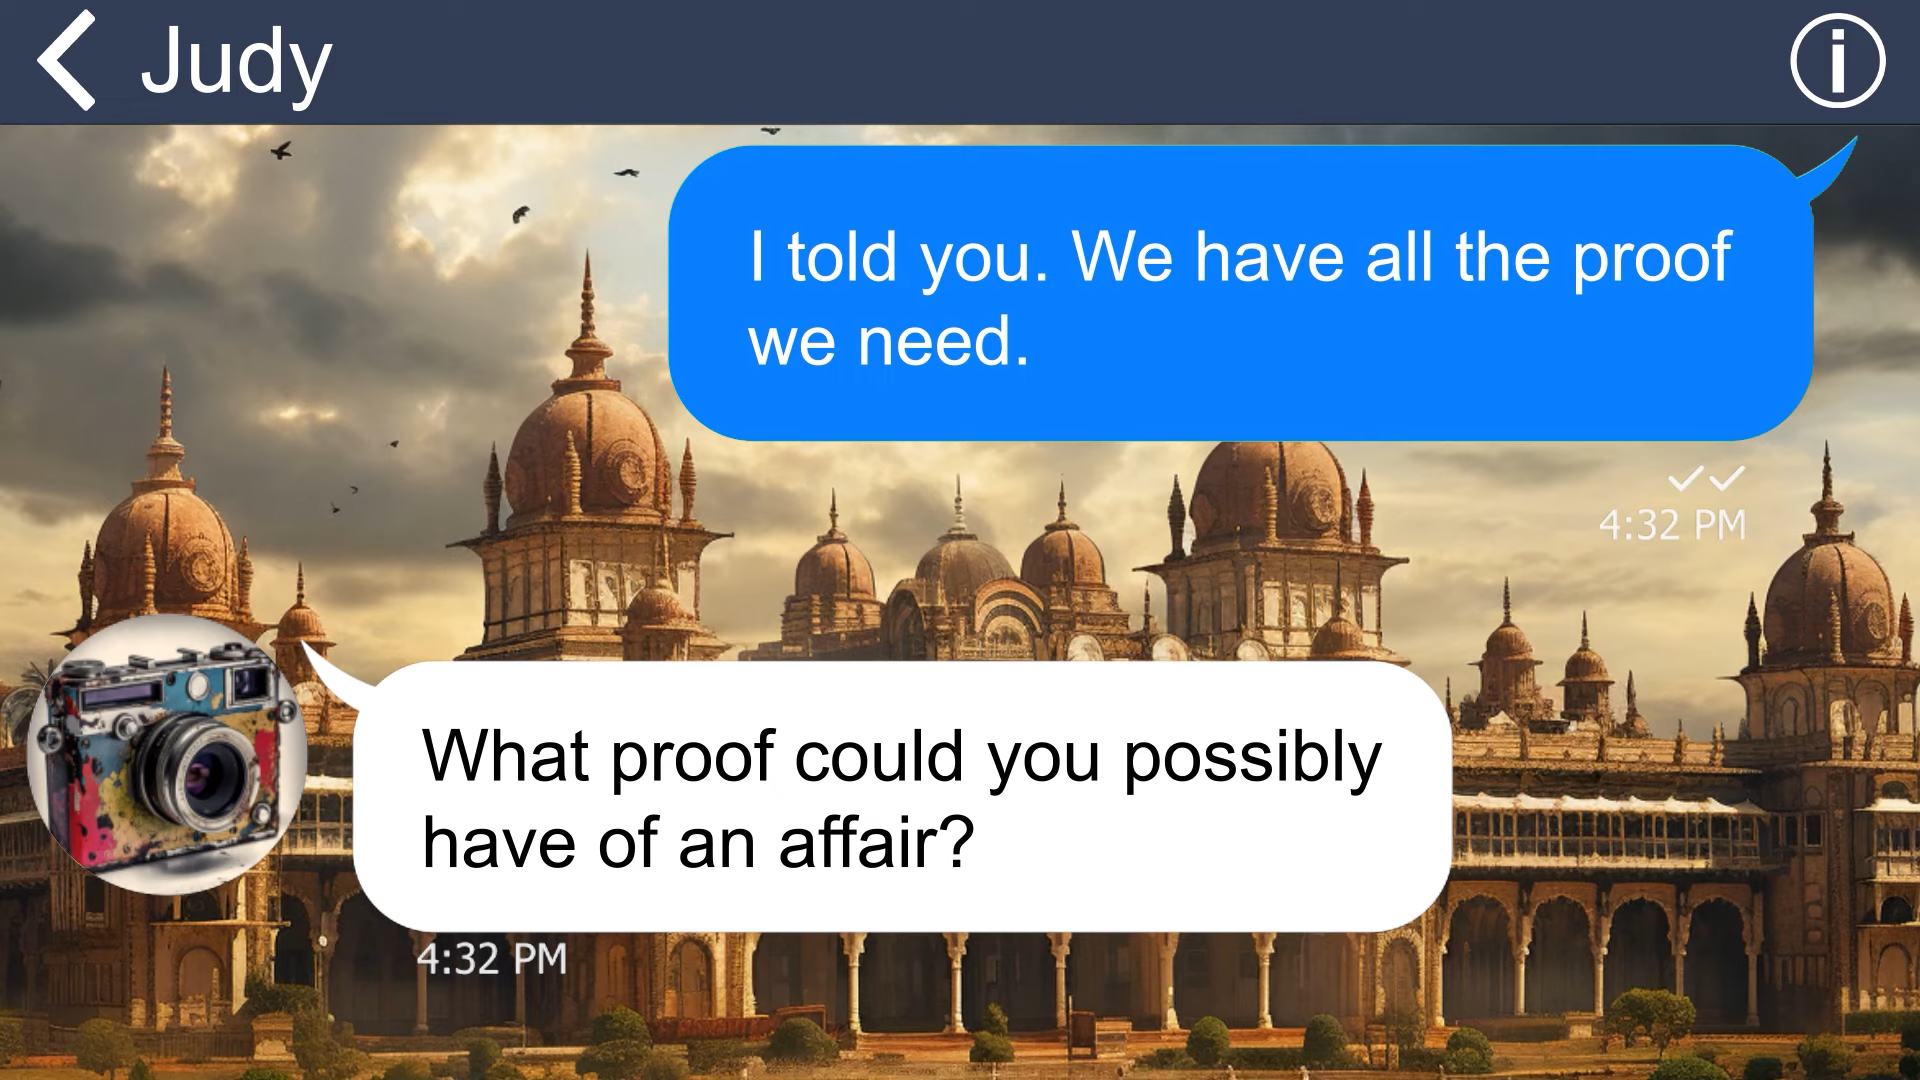 Judy
I told you. We have all the proof
we need.
4:32 PM
What proof could you possibly
have of an affair?
4:32 PM